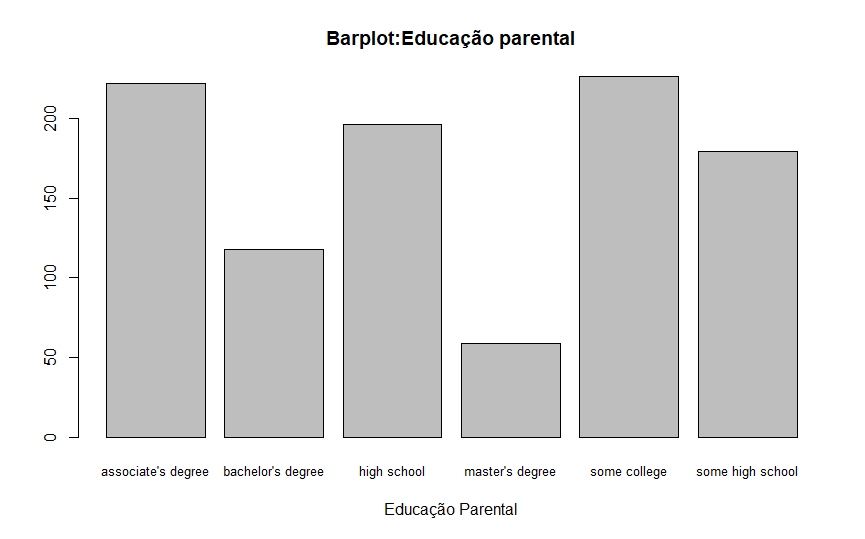 Barplot:Educação parental
200
150
100
50
0
associate's degree bachelor's degree high school master's degree some college some high school
Educação Parental